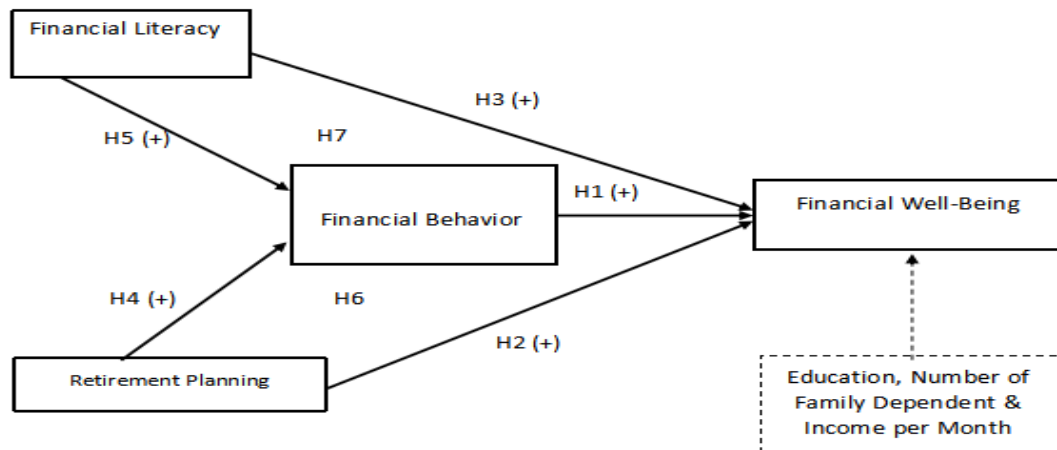 Financial Literacy
H3 (+)
H5 (+)
H7
H1 (+)
Financial Well-Being
Financial Behavior
H4 (+)
H6
H2 (+)
Retirement Planning
Education, Number of
Family Dependent &
Income per Month